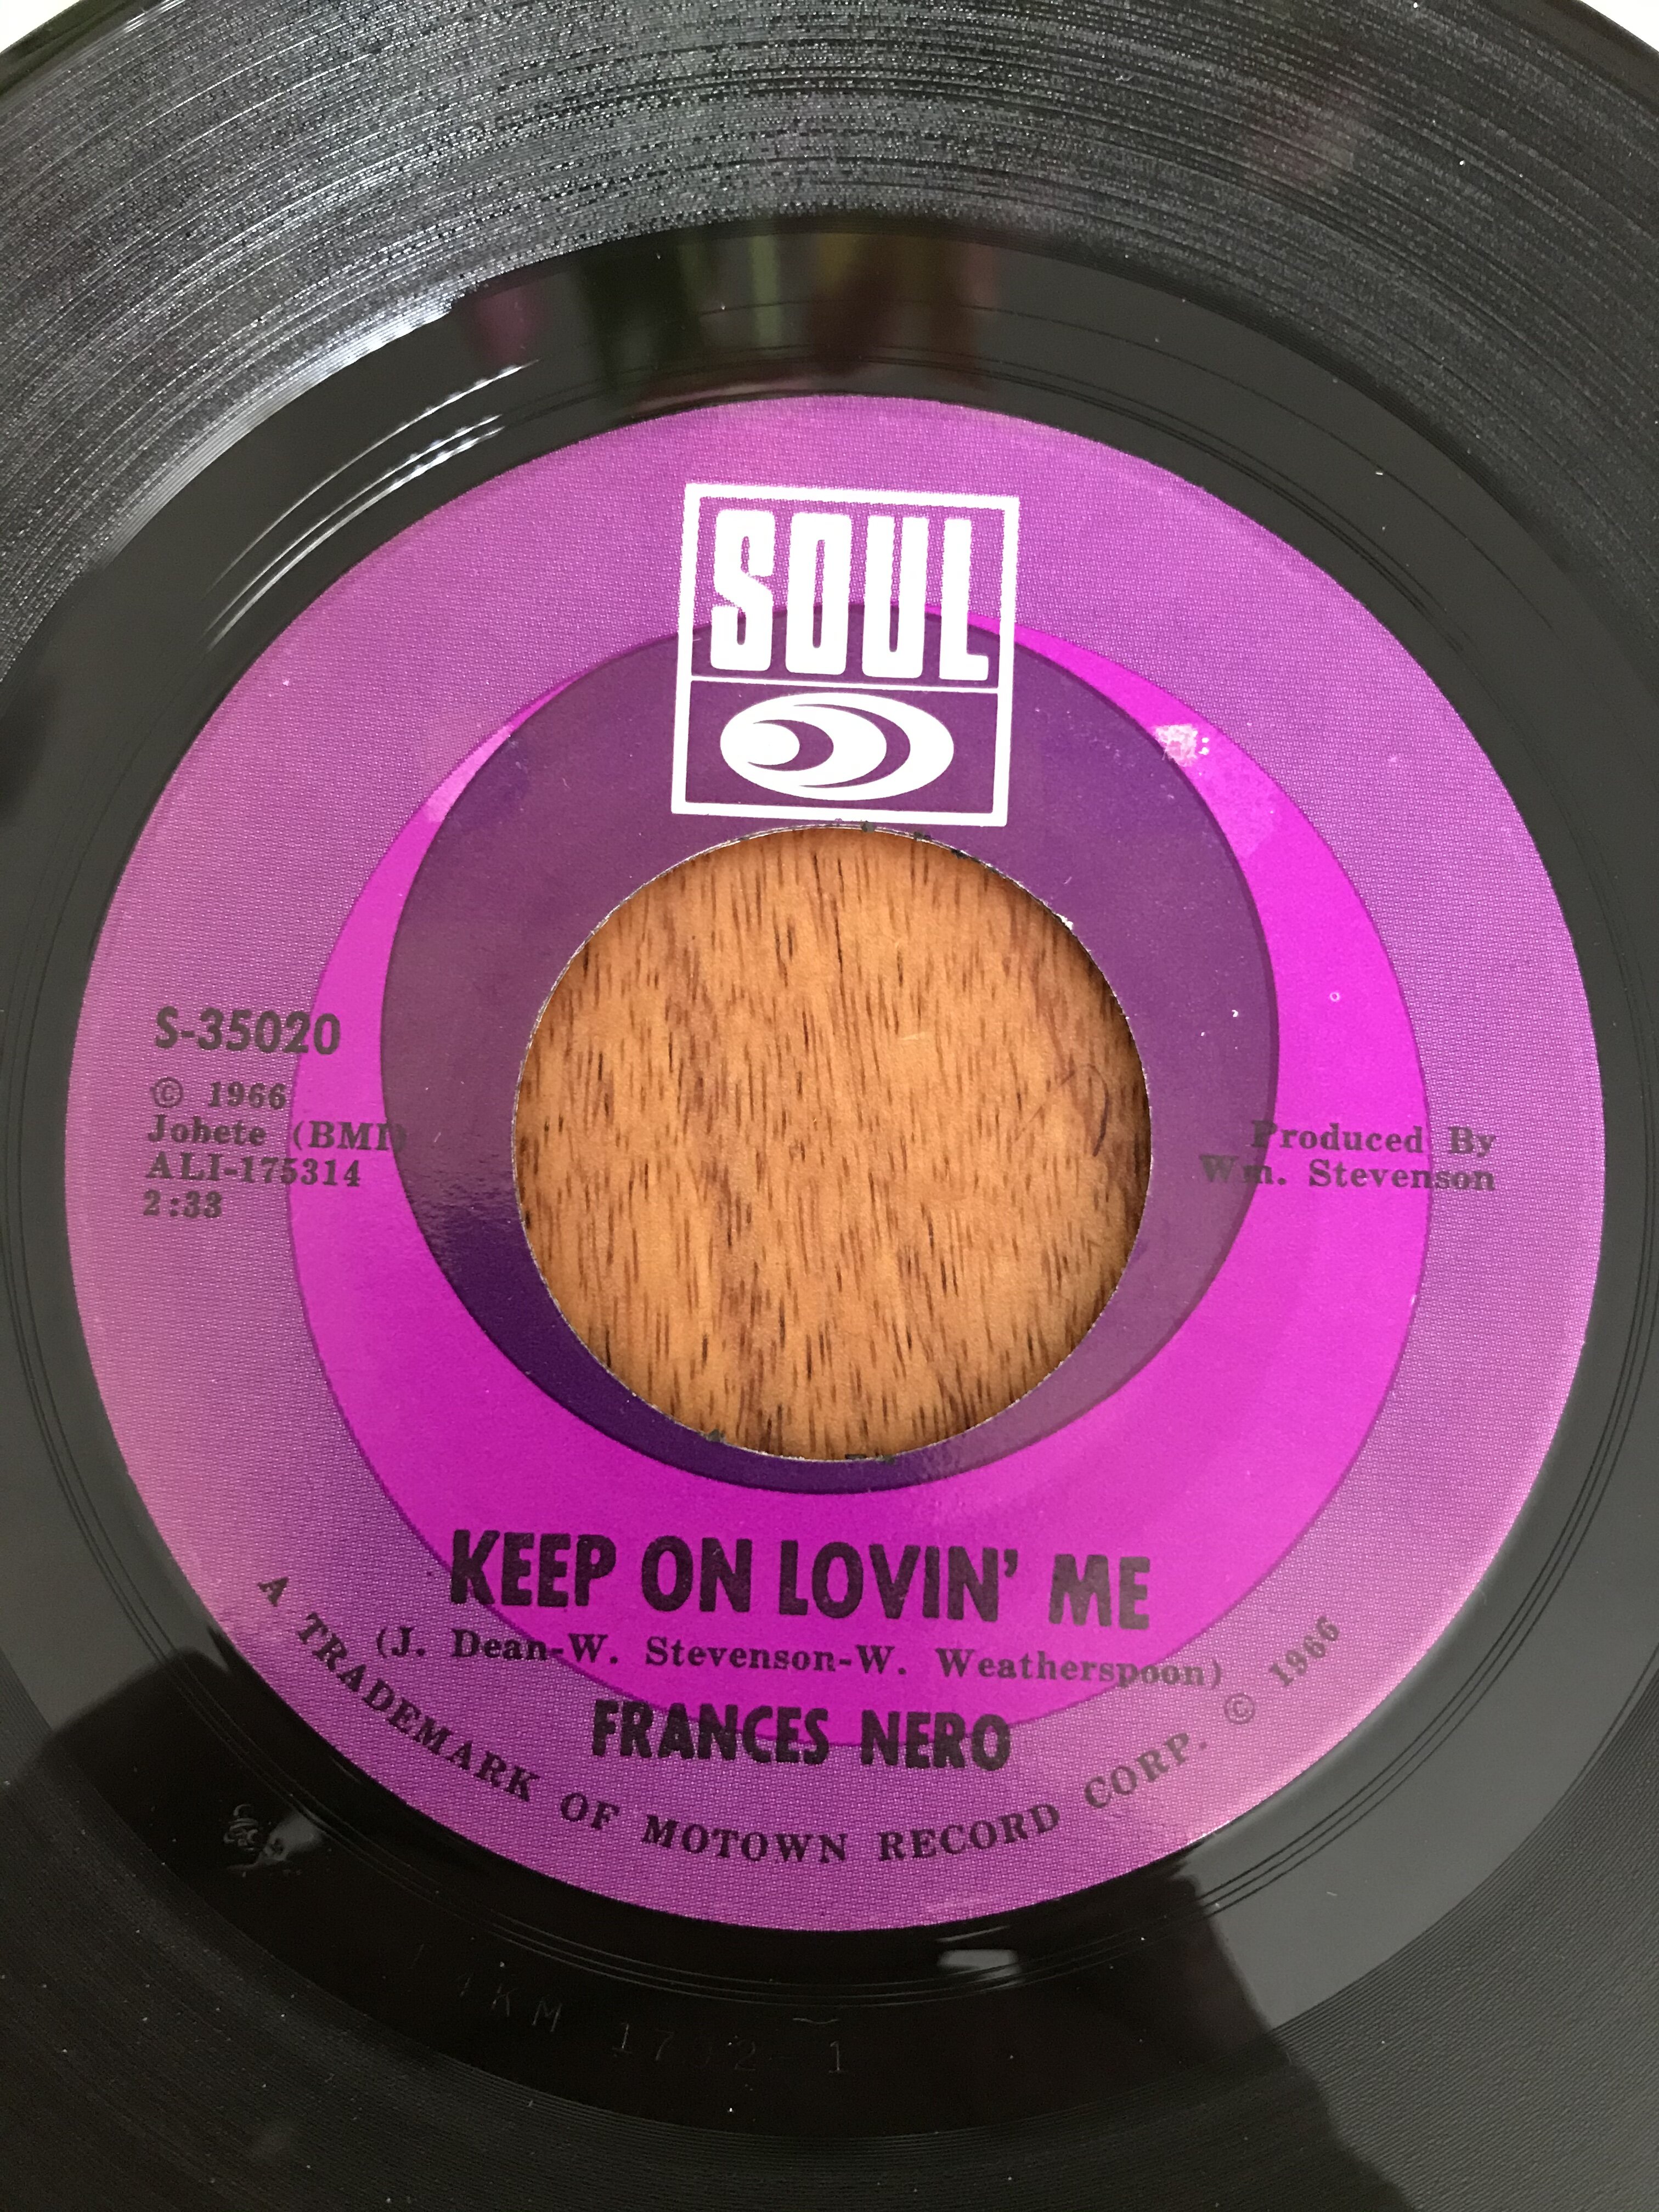 SOUL
S-35020
© 1966
Jobete (BMI)
ALI-175314
2:33
Produced By
Wm. Stevenson
KEEP ON LOVIN' ME
(J. Dean-W. Stevenson-W. Weatherspoon)
FRANCES NERO
A TRADEMARK OF MOTOWN RECORD CORP. © 1966